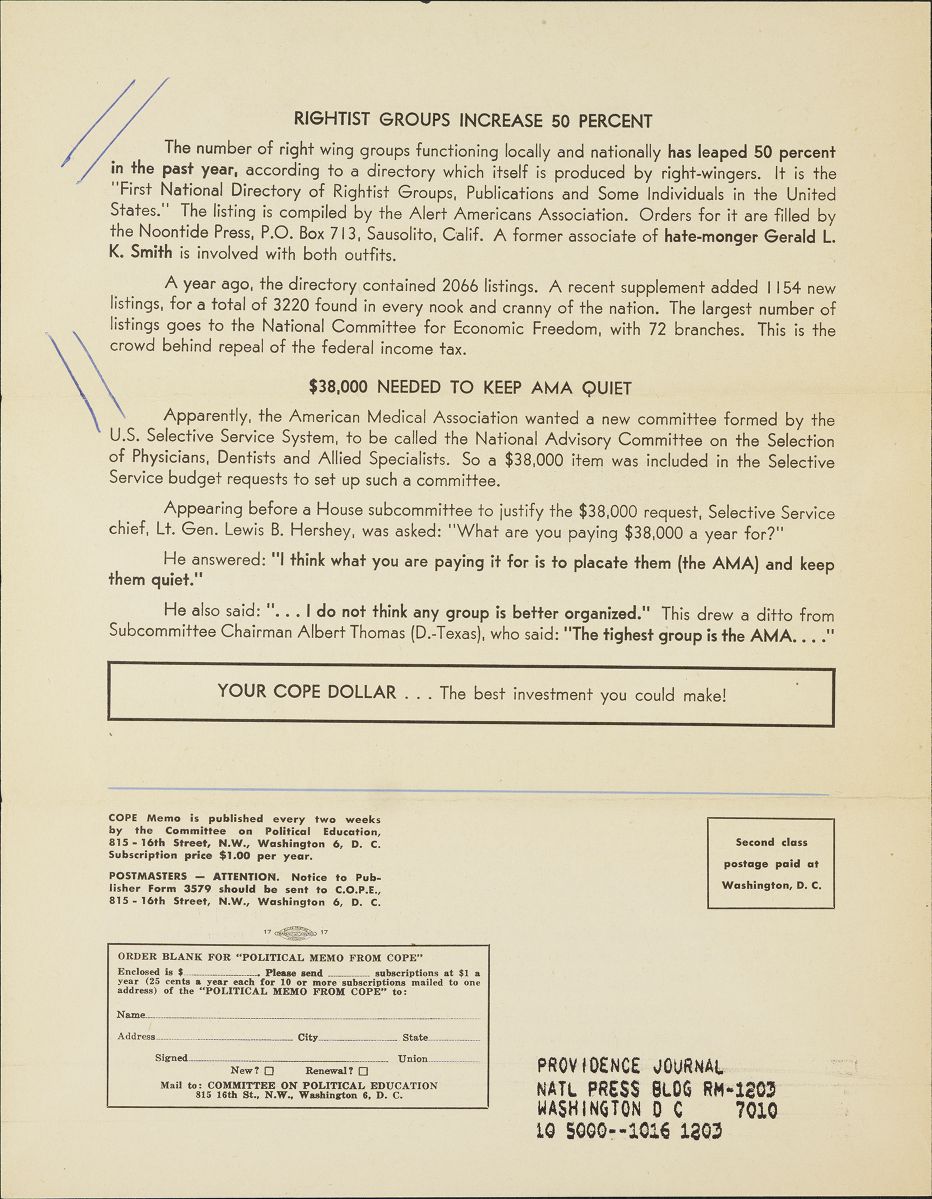 RIGHTIST GROUPS INCREASE 50 PERCENT
The number of right wing groups functioning locally and nationally has leaped 50 percent
in the past year, according to a directory which itself is produced by right-wingers. It is the
"First National Directory of Rightist Groups, Publications and Some Individuals in the United
States." The listing is compiled by the Alert Americans Association. Orders for it are filled by
the Noontide Press, P.O. Box 713, Sausolito, Calif. A former associate of hate-monger Gerald L.
K. Smith is involved with both outfits.
A year ago, the directory contained 2066 listings. A recent supplement added 1154 new
listings, for a total of 3220 found in every nook and cranny of the nation. The largest number of
listings goes to the National Committee for Economic Freedom, with 72 branches. This is the
crowd behind repeal of the federal income tax.
$38,000 NEEDED TO KEEP AMA QUIET
Apparently, the American Medical Association wanted a new committee formed by the
U.S. Selective Service System, to be called the National Advisory Committee on the Selection
of Physicians, Dentists and Allied Specialists. So a $38,000 item was included in the Selective
Service budget requests to set up such a committee.
Appearing before a House subcommittee to justify the $38,000 request, Selective Service
chief, Lt. Gen. Lewis B. Hershey, was asked: "What are you paying $38,000 a year for?"
He answered: "I think what you are paying it for is to placate them (the AMA) and keep
them quiet."
He also said: ". . . I do not think any group is better organized." This drew a ditto from
Subcommittee Chairman Albert Thomas (D.-Texas), who said: "The tighest group is the AMA. . . ."
YOUR COPE DOLLAR . . . The best investment you could make!
COPE Memo is published every two weeks
by the Committee on Political Education,
815 - 16th Street, N.W., Washington 6, D. C.
Subscription price $1.00 per year.
POSTMASTERS — ATTENTION. Notice to Pub-
lisher Form 3579 should be sent to C.O.P.E.,
815 - 16th Street, N.W., Washington 6, D. C.
Second class
postage paid at
Washington, D. C.
17 17
ORDER BLANK FOR "POLITICAL MEMO FROM COPE"
Enclosed is $ . Please send subscriptions at $1 a
year (25 cents a year each for 10 or more subscriptions mailed to one
address) of the "POLITICAL MEMO FROM COPE" to:
Name
Address City State
Signed Union
New? □ Renewal? □
Mail to: COMMITTEE ON POLITICAL EDUCATION
815 16th St., N.W., Washington 6, D. C.
PROVIDENCE JOURNAL
NATL PRESS BLDG RM-1203
WASHINGTON D C 7010
10 5000--1016 1203